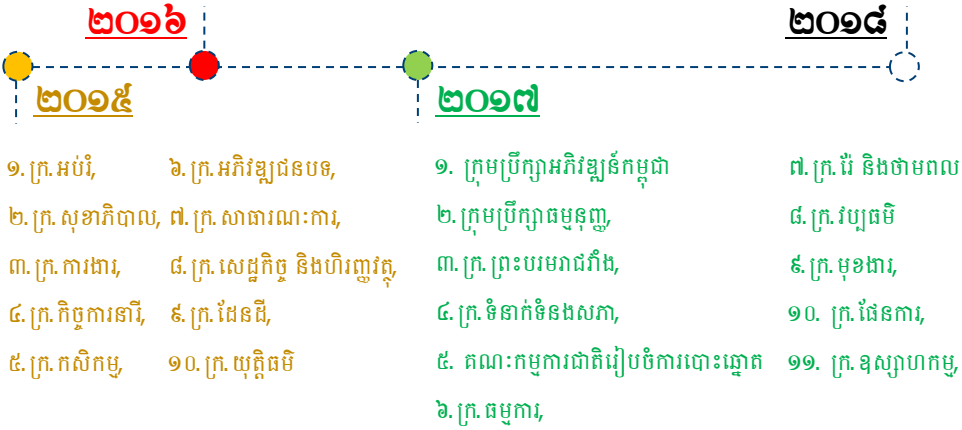 ២០១៦
២០១៨
២០១៥
២០១៧
១. ក្រ. អប់រំ,
២. ក្រ. សុខាភិបាល,
៣. ក្រ. ការងារ,
៤. ក្រ. កិច្ចការនារី,
៥. ក្រ. កសិកម្ម,
៦. ក្រ. អភិវឌ្ឍជនបទ,
៧. ក្រ. សាធារណៈការ,
៨. ក្រ. សេដ្ឋកិច្ច និងហិរញ្ញវត្ថុ,
៩. ក្រ. ដែនដី,
១០. ក្រ. យុត្តិធម៌
១. ក្រុមប្រឹក្សាអភិវឌ្ឍន៍កម្ពុជា
២. ក្រុមប្រឹក្សាធម្មនុញ្ញ,
៣. ក្រ. ព្រះបរមរាជវាំង,
៤. ក្រ. ទំនាក់ទំនងសភា,
៥. គណៈកម្មការជាតិរៀបចំការបោះឆ្នោត
៦. ក្រ. ធម្មការ,
៧. ក្រ. រ៉ែ និងថាមពល
៨. ក្រ. វប្បធម៌
៩. ក្រ. មុខងារ,
១០. ក្រ. ផែនការ,
១១. ក្រ. ឧស្សាហកម្ម,